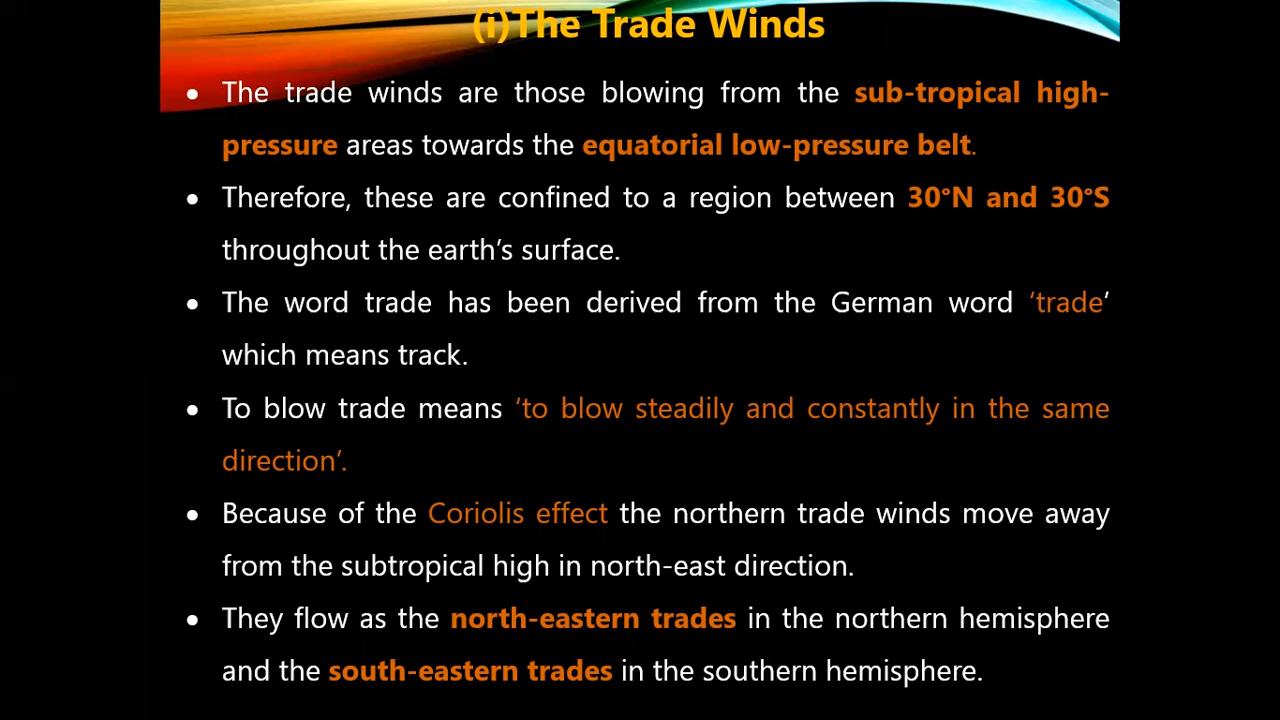 (i)The Trade Winds
• The trade winds are those blowing from the sub-tropical high-
pressure areas towards the equatorial low-pressure belt.
• Therefore, these are confined to a region between 30°N and 30°S
throughout the earth’s surface.
• The word trade has been derived from the German word ‘trade’
which means track.
• To blow trade means ‘to blow steadily and constantly in the same
direction’.
• Because of the Coriolis effect the northern trade winds move away
from the subtropical high in north-east direction.
• They flow as the north-eastern trades in the northern hemisphere
and the south-eastern trades in the southern hemisphere.